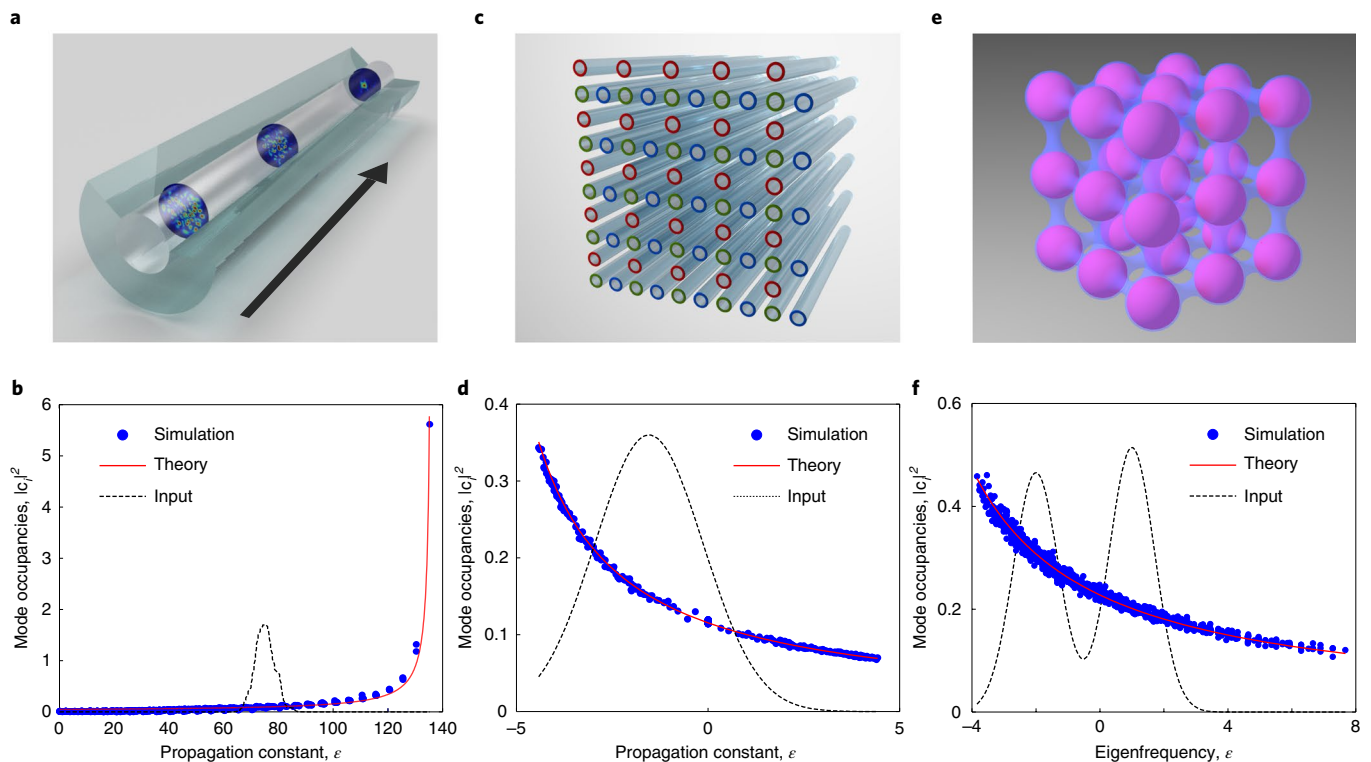 a
c
e
b
6
5
4
3
2
1
0
Mode occupancies, |cᵢ|²
Simulation
Theory
Input
0 20 40 60 80 100 120 140
Propagation constant, ε
d
0.4
0.3
0.2
0.1
0
Mode occupancies, |cᵢ|²
Simulation
Theory
Input
–5 0 5
Propagation constant, ε
f
0.6
0.4
0.2
0
Mode occupancies, |cᵢ|²
Simulation
Theory
Input
–4 0 4 8
Eigenfrequency, ε